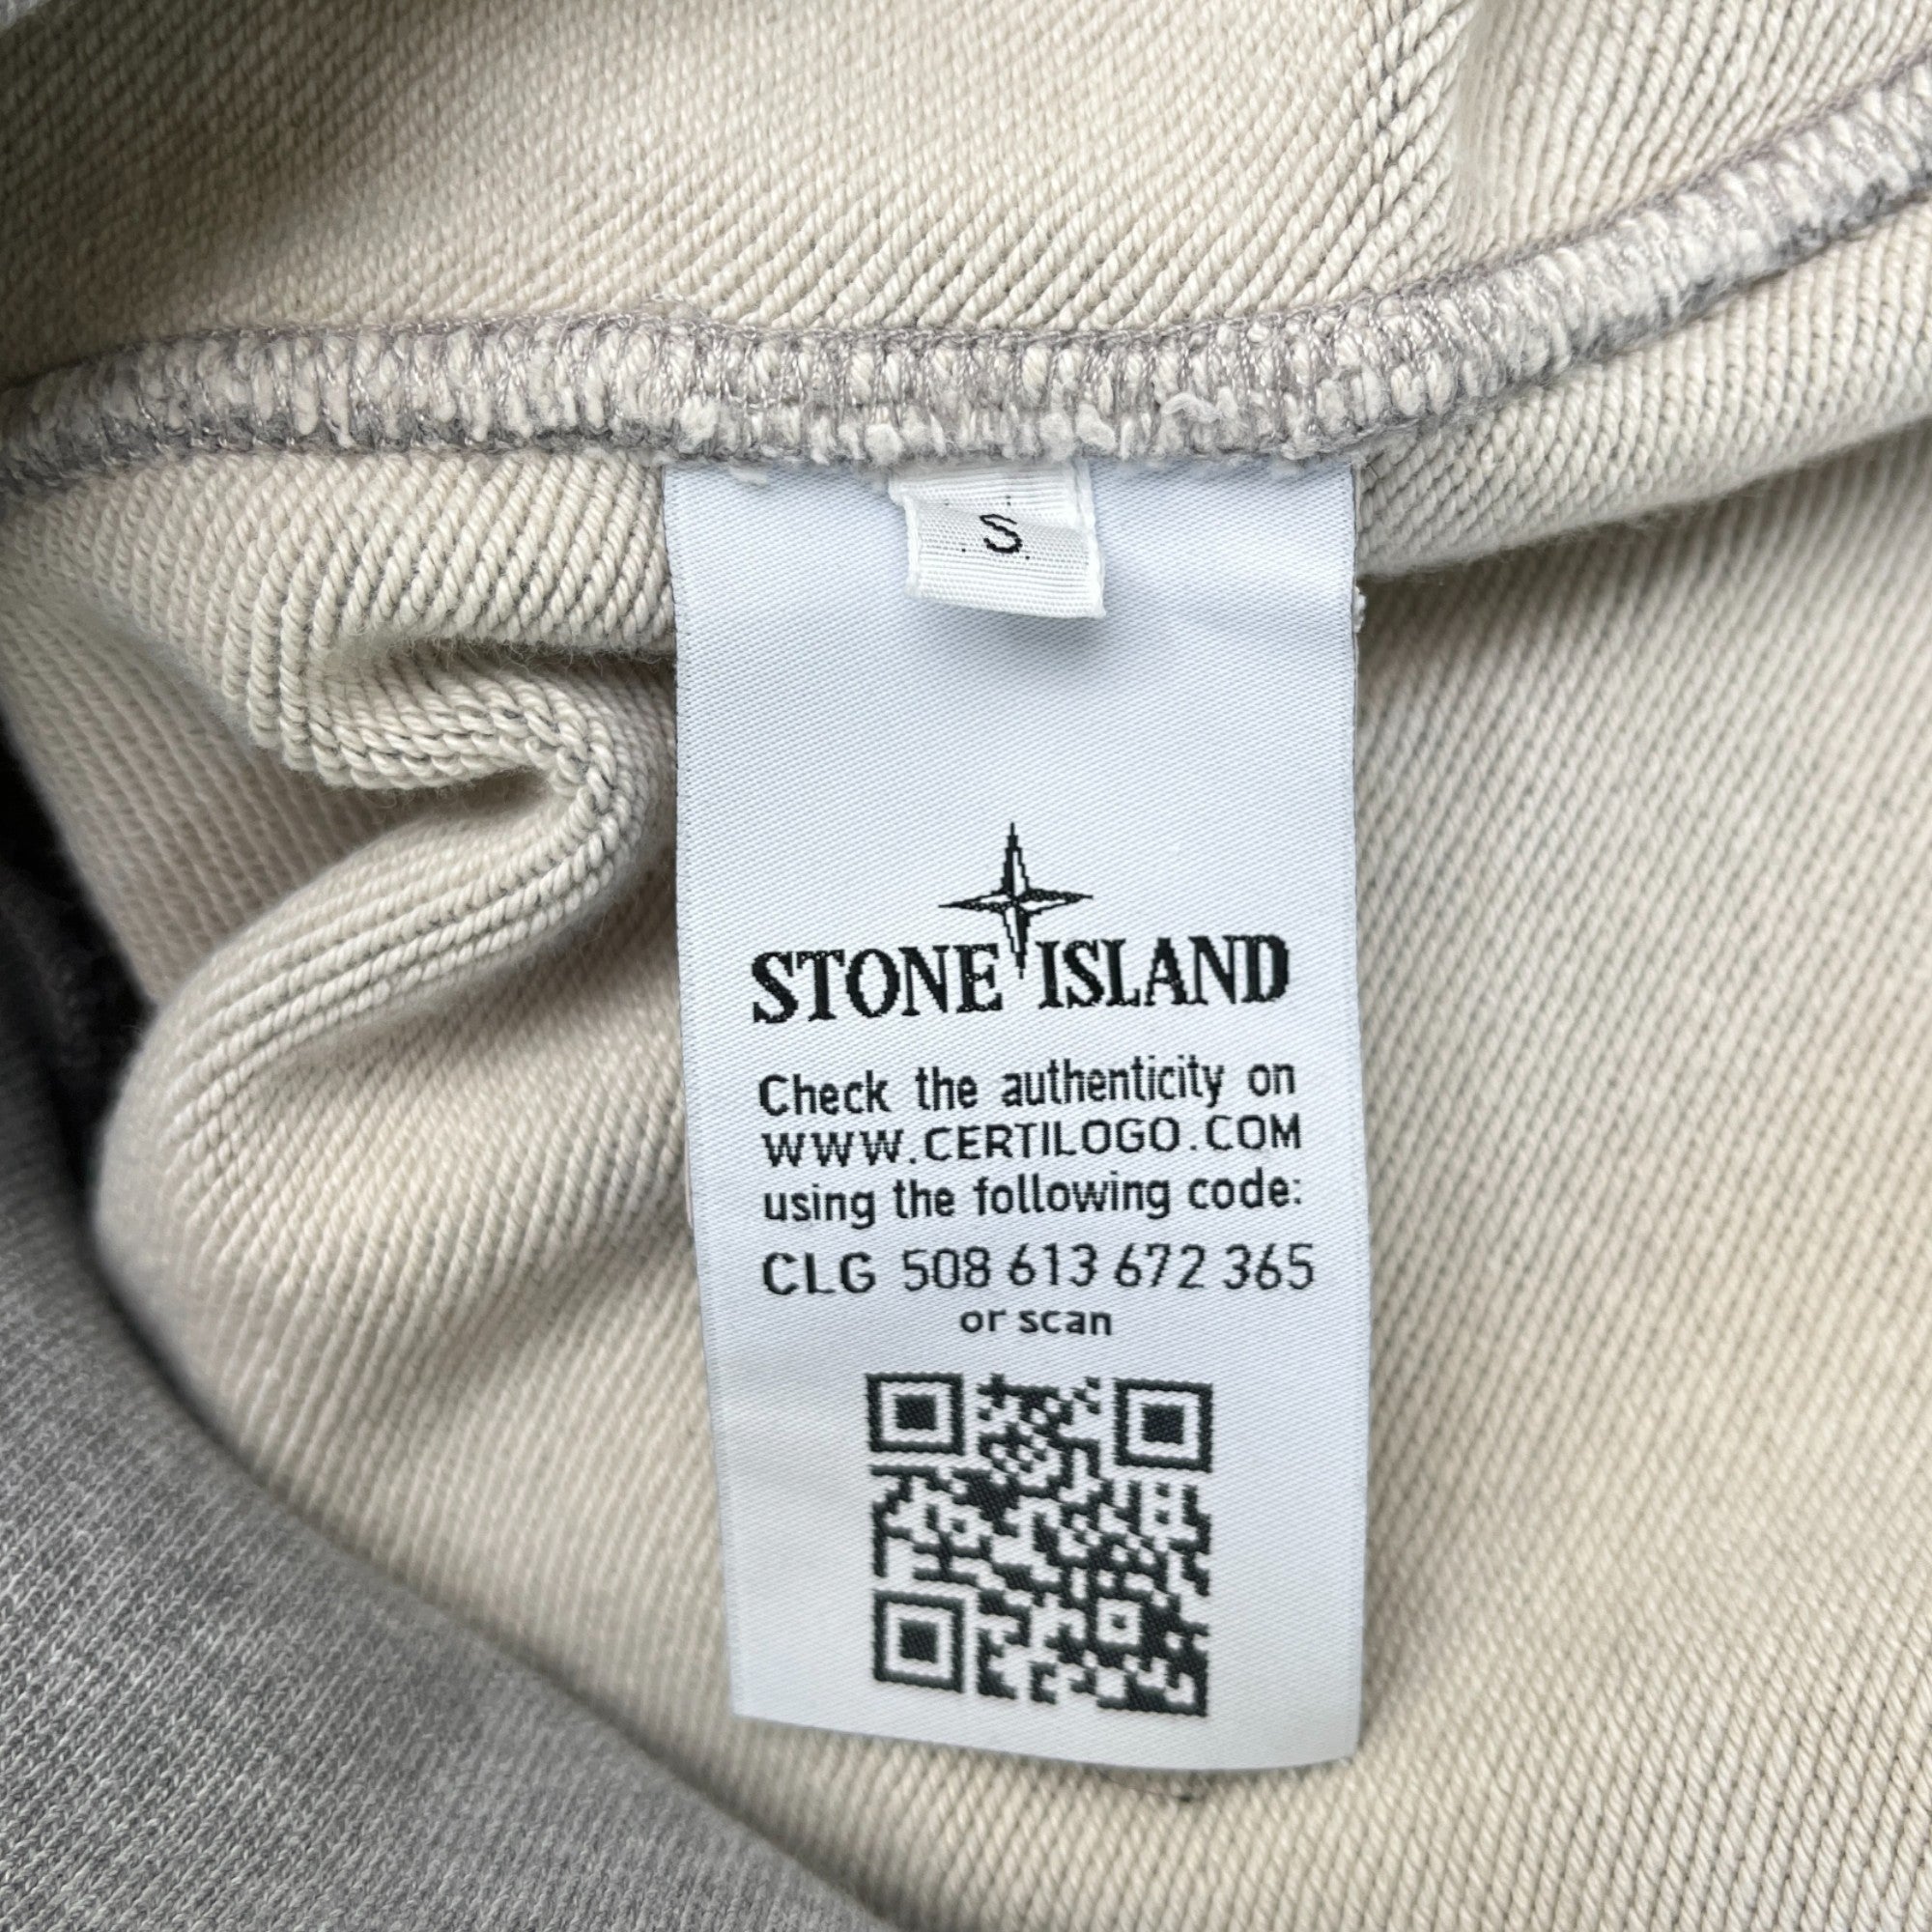 S
STONE ISLAND
Check the authenticity on
WWW.CERTILOGO.COM
using the following code:
CLG 508 613 672 365
or scan